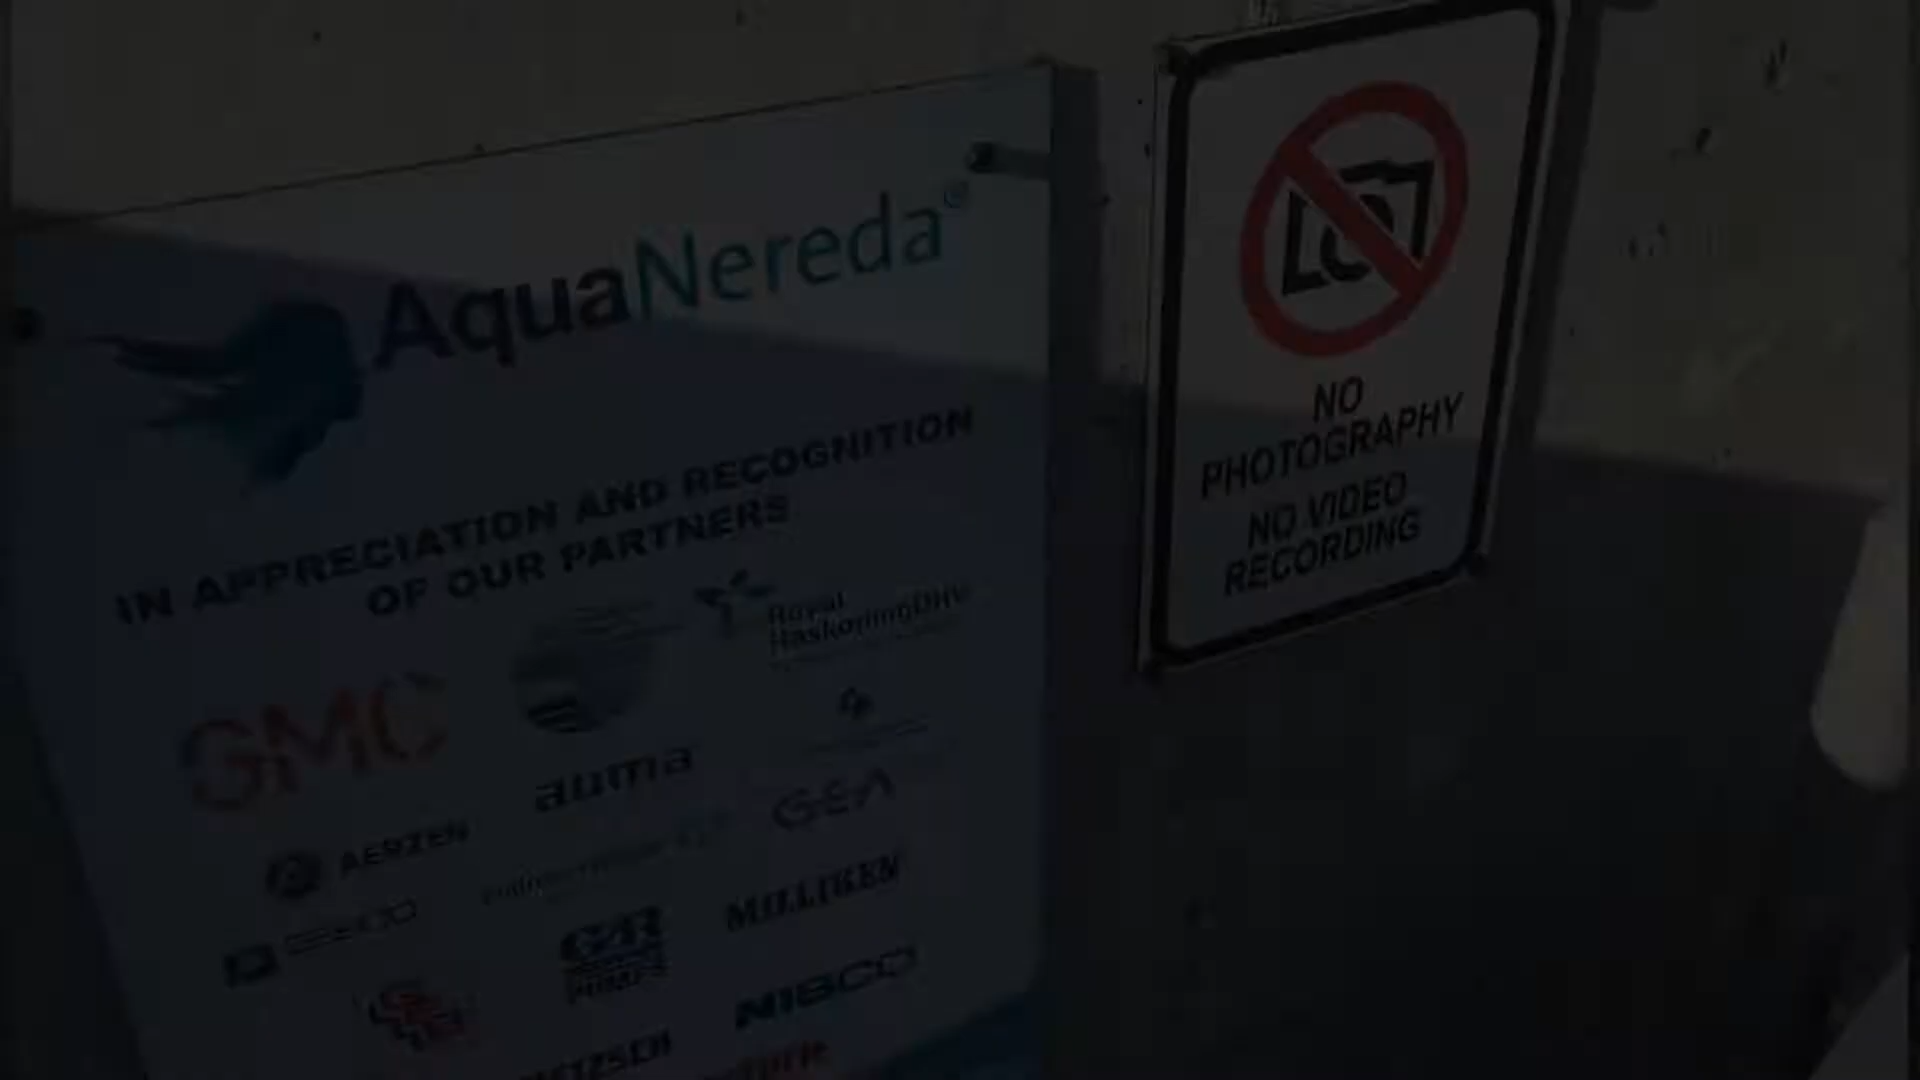 AquaNereda®
IN APPRECIATION AND RECOGNITION
OF OUR PARTNERS
Royal
HaskoningDHV
GMC
auma
GEA
AERZEN
MILLIKEN
NIBCO
NO
PHOTOGRAPHY
NO VIDEO
RECORDING